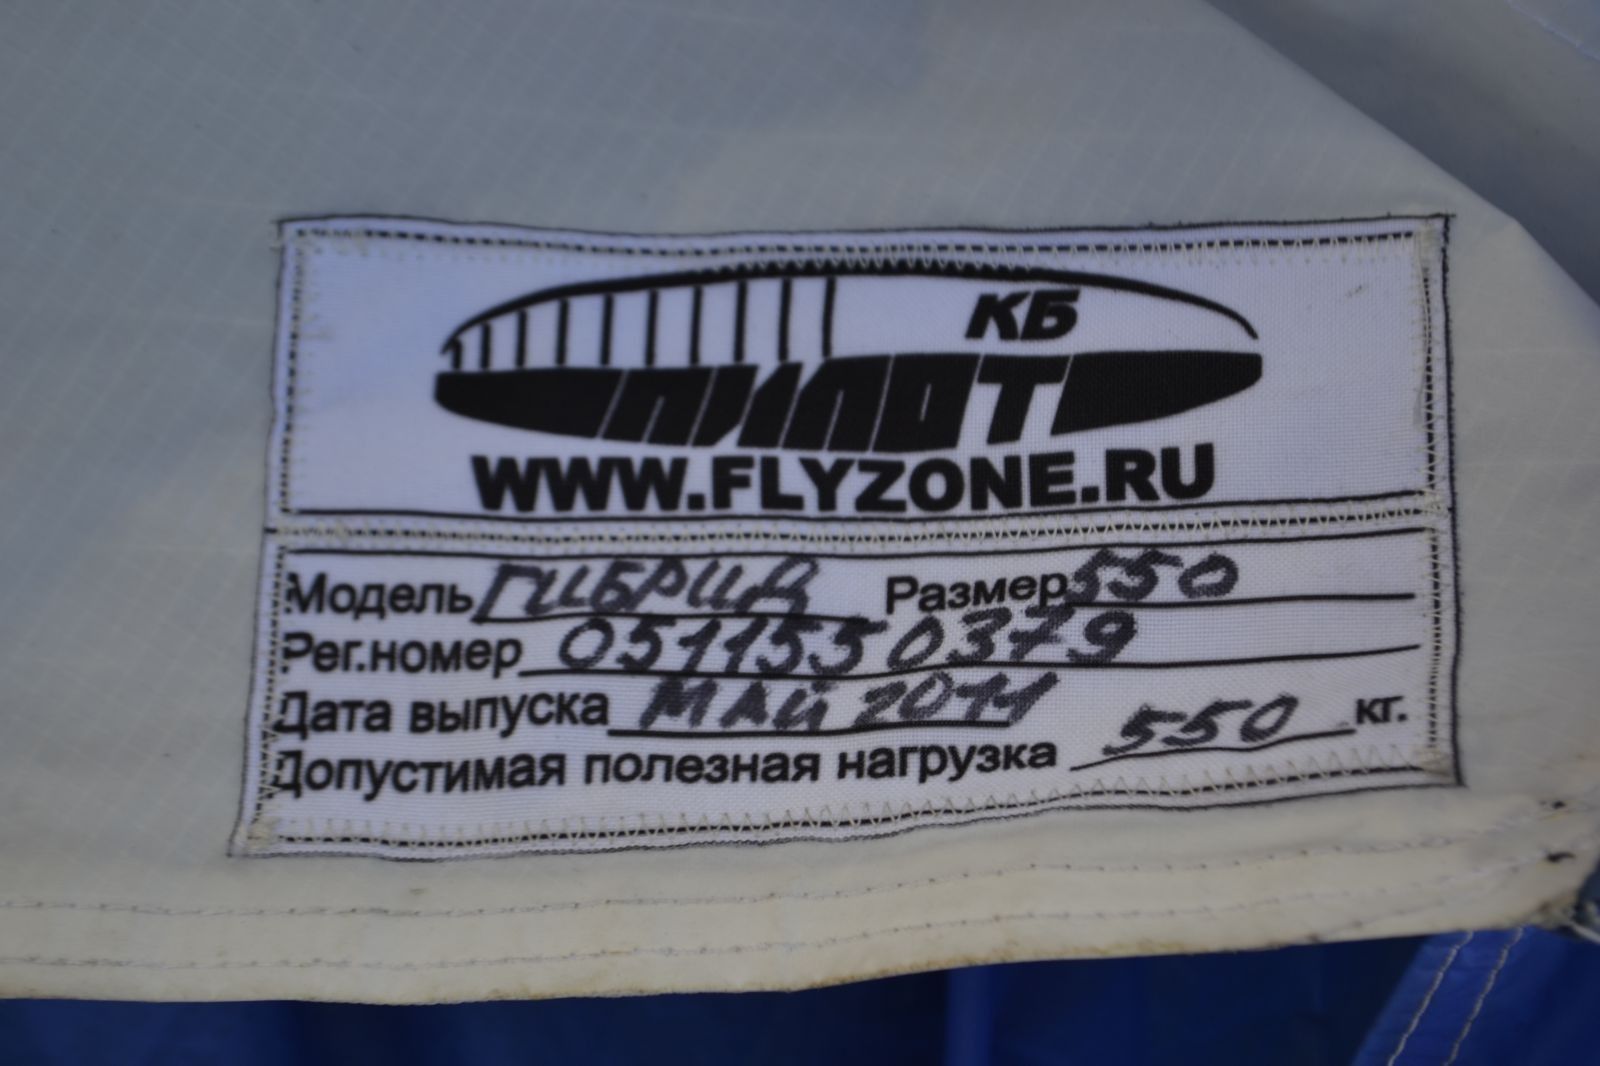 КБ
ПИЛОТ
WWW.FLYZONE.RU
Модель ГИБРИД Размер 550
Рег.номер 0511550379
Дата выпуска МАЙ 2011
Допустимая полезная нагрузка 550 кг.